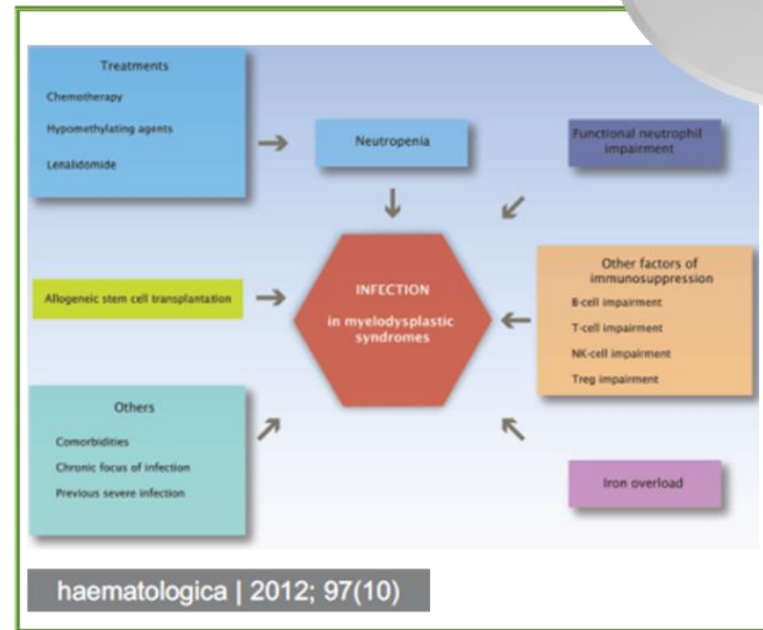 Treatments
Chemotherapy
Hypomethylating agents
Lenalidomide
Neutropenia
Functional neutrophil
impairment
Allogeneic stem cell transplantation
INFECTION
in myelodysplastic
syndromes
Other factors of
immunosuppression
B-cell impairment
T-cell impairment
NK-cell impairment
Treg impairment
Others
Comorbidities
Chronic focus of infection
Previous severe infection
Iron overload
haematologica | 2012; 97(10)